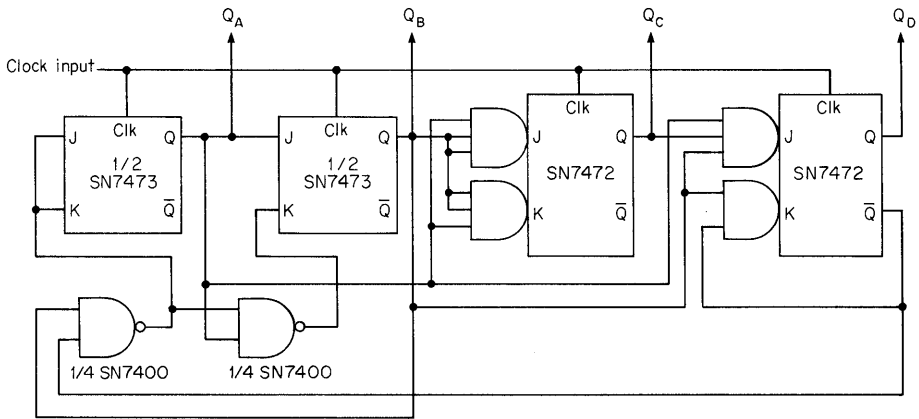 Q_A Q_B Q_C Q_D
Clock input
Clk Clk Clk Clk
J Q J Q J Q J Q
1/2 SN7473
1/2 SN7473
SN7472
SN7472
K Q̅ K Q̅ K Q̅ K Q̅
1/4 SN7400 1/4 SN7400